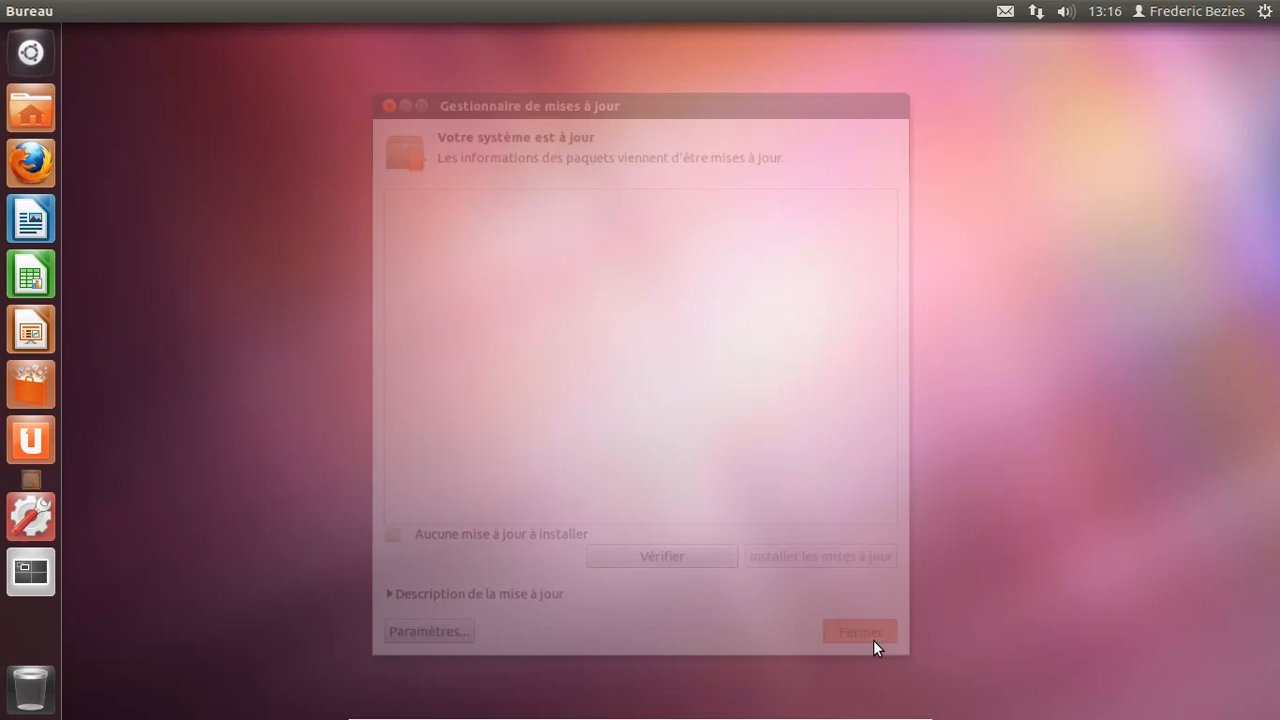 Bureau
13:16 Frederic Bezies
Gestionnaire de mises à jour
Votre système est à jour
Les informations des paquets viennent d'être mises à jour.
Aucune mise à jour à installer
Vérifier Installer les mises à jour
Description de la mise à jour
Paramètres... Fermer